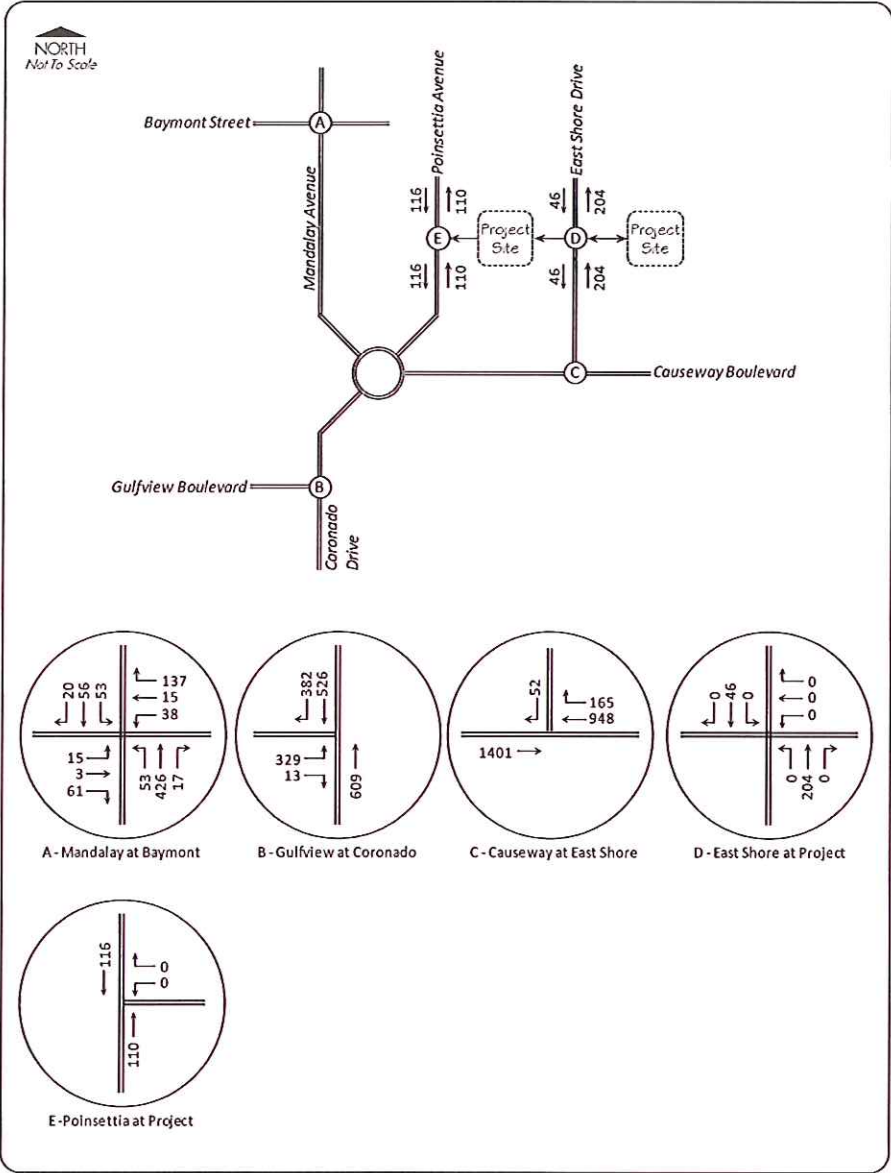 NORTH
Not To Scale
Baymont Street
A
Mandalay Avenue
Poinsettia Avenue
East Shore Drive
116
110
46
204
E
Project
Site
D
Project
Site
116
110
46
204
C
Causeway Boulevard
Gulfview Boulevard
B
Coronado
Drive
20
56
53
137
15
38
15
3
61
53
426
17
A - Mandalay at Baymont
382
526
329
13
609
B - Gulfview at Coronado
52
165
948
1401
C - Causeway at East Shore
0
46
0
0
0
0
0
204
0
D - East Shore at Project
116
0
0
110
E - Poinsettia at Project